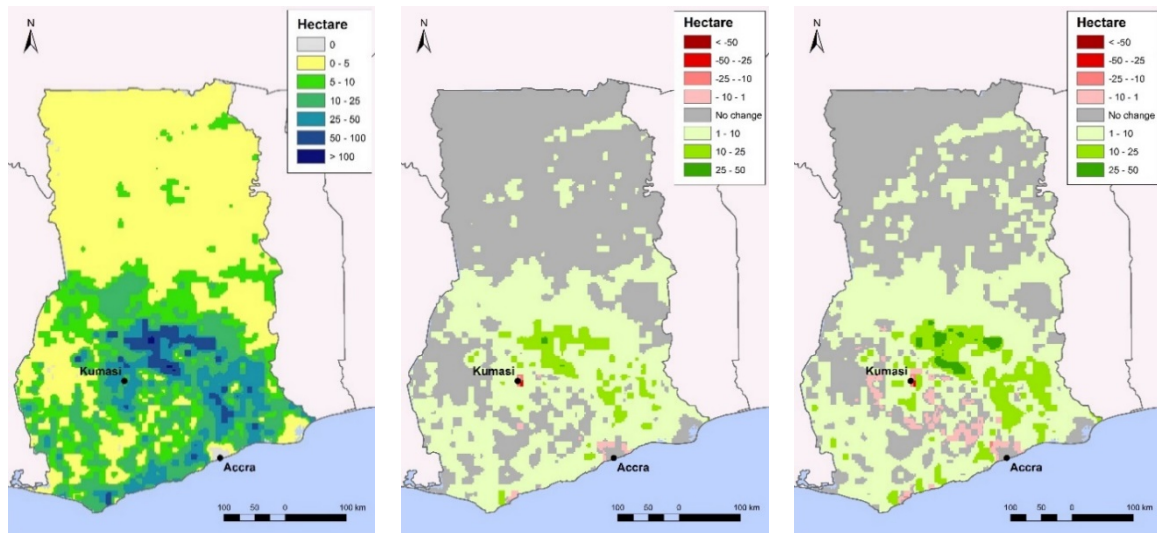 N
Hectare
0
0 - 5
5 - 10
10 - 25
25 - 50
50 - 100
> 100
Kumasi
Accra
100 50 0 100 km
N
Hectare
< -50
-50 - -25
-25 - -10
- 10 - 1
No change
1 - 10
10 - 25
25 - 50
Kumasi
Accra
100 50 0 100 km
N
Hectare
< -50
-50 - -25
-25 - -10
- 10 - 1
No change
1 - 10
10 - 25
25 - 50
Kumasi
Accra
100 50 0 100 km